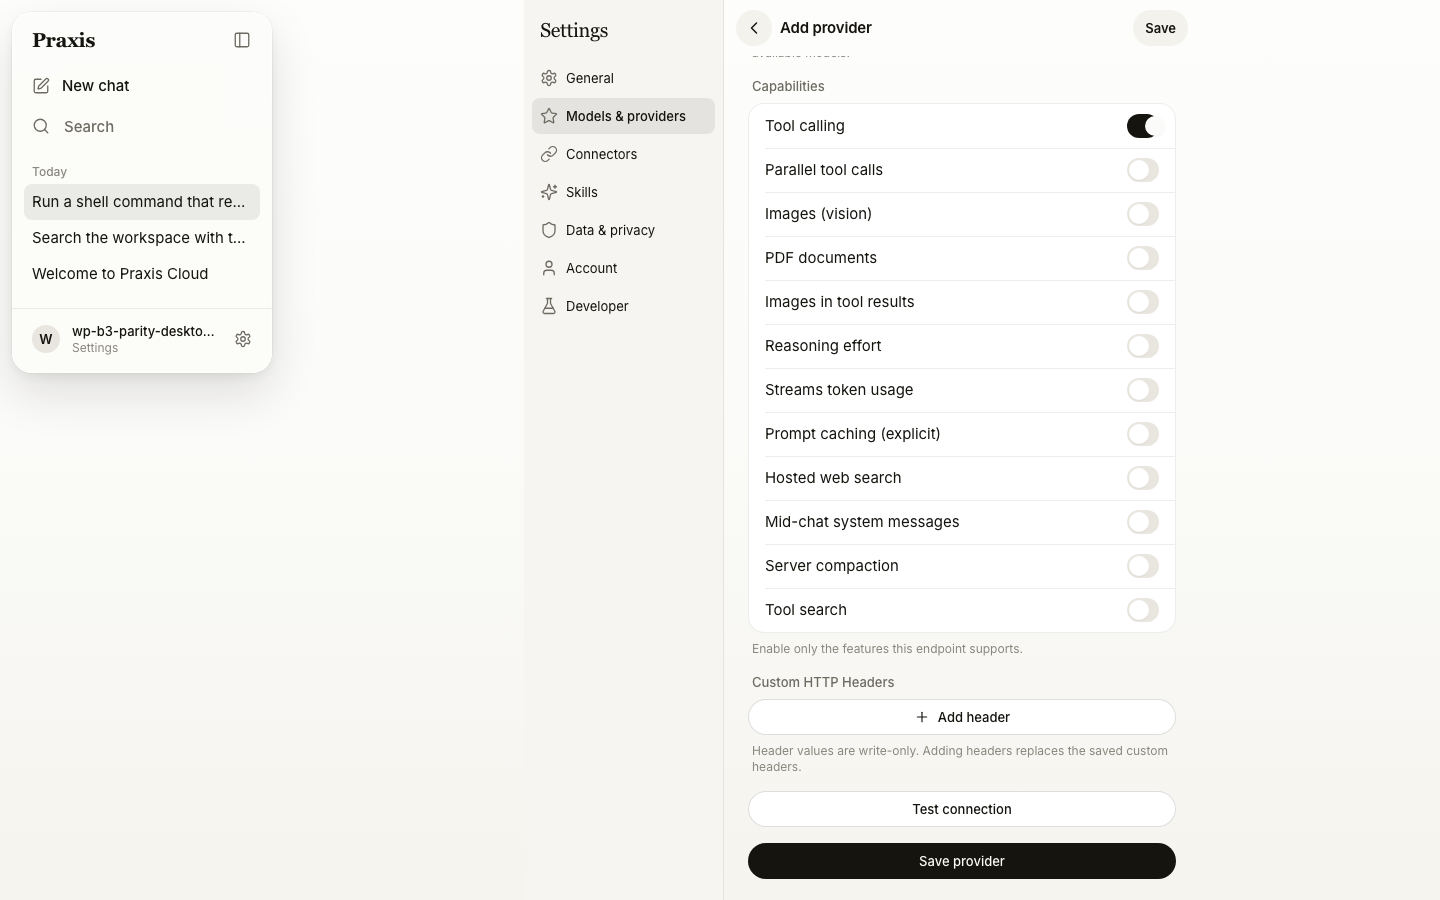 Praxis
New chat
Search
Today
Run a shell command that re...
Search the workspace with t...
Welcome to Praxis Cloud
W
wp-b3-parity-deskto...
Settings
Settings
General
Models & providers
Connectors
Skills
Data & privacy
Account
Developer
Add provider
Save
available models.
Capabilities
Tool calling
Parallel tool calls
Images (vision)
PDF documents
Images in tool results
Reasoning effort
Streams token usage
Prompt caching (explicit)
Hosted web search
Mid-chat system messages
Server compaction
Tool search
Enable only the features this endpoint supports.
Custom HTTP Headers
Add header
Header values are write-only. Adding headers replaces the saved custom
headers.
Test connection
Save provider